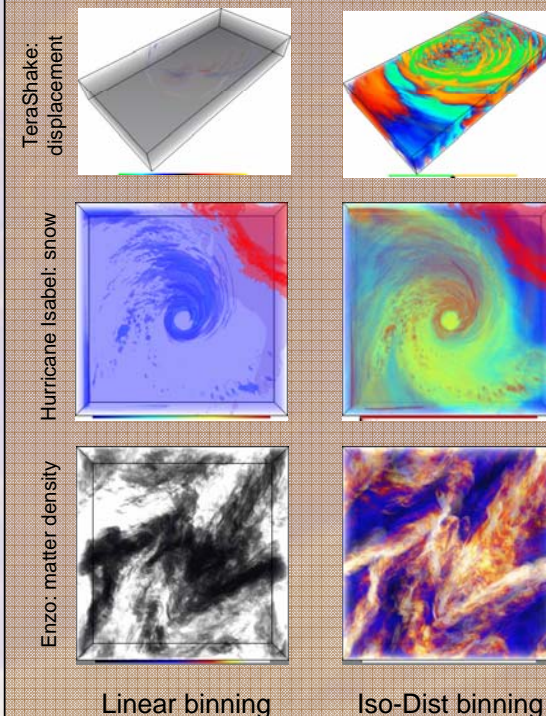 TeraShake:
displacement
Hurricane Isabel: snow
Enzo: matter density
Linear binning
Iso-Dist binning